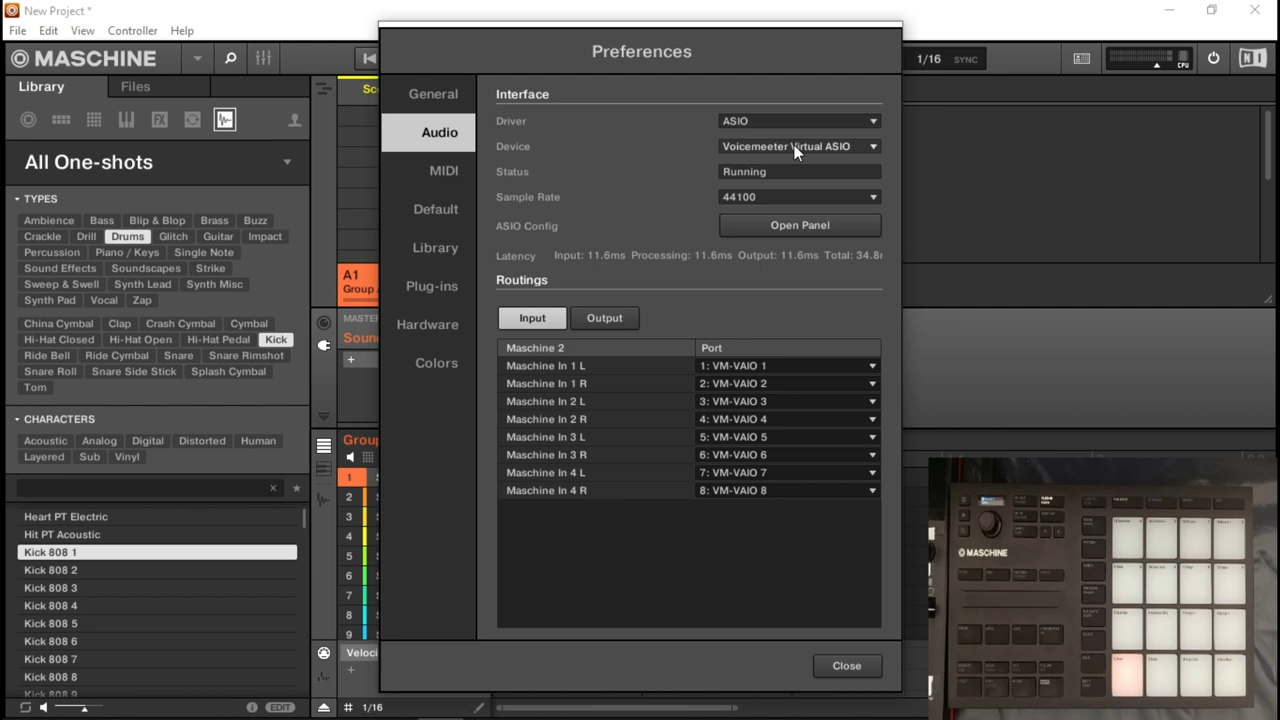 New Project *
File Edit View Controller Help
MASCHINE
1/16 SYNC
CPU
Library Files
All One-shots
TYPES
Ambience Bass Blip & Blop Brass Buzz
Crackle Drill Drums Glitch Guitar Impact
Percussion Piano / Keys Single Note
Sound Effects Soundscapes Strike
Sweep & Swell Synth Lead Synth Misc
Synth Pad Vocal Zap
China Cymbal Clap Crash Cymbal Cymbal
Hi-Hat Closed Hi-Hat Open Hi-Hat Pedal Kick
Ride Bell Ride Cymbal Snare Snare Rimshot
Snare Roll Snare Side Stick Splash Cymbal
Tom
CHARACTERS
Acoustic Analog Digital Distorted Human
Layered Sub Vinyl
Heart PT Electric
Hit PT Acoustic
Kick 808 1
Kick 808 2
Kick 808 3
Kick 808 4
Kick 808 5
Kick 808 6
Kick 808 7
Kick 808 8
Kick 808 9
EDIT
A1
Group
1
2
3
4
5
6
7
8
9
# 1/16
Preferences
General
Audio
MIDI
Default
Library
Plug-ins
Hardware
Colors
Interface
Driver ASIO
Device Voicemeeter Virtual ASIO
Status Running
Sample Rate 44100
ASIO Config Open Panel
Latency Input: 11.6ms Processing: 11.6ms Output: 11.6ms Total: 34.8
Routings
Input Output
Maschine 2 Port
Maschine In 1 L 1: VM-VAIO 1
Maschine In 1 R 2: VM-VAIO 2
Maschine In 2 L 3: VM-VAIO 3
Maschine In 2 R 4: VM-VAIO 4
Maschine In 3 L 5: VM-VAIO 5
Maschine In 3 R 6: VM-VAIO 6
Maschine In 4 L 7: VM-VAIO 7
Maschine In 4 R 8: VM-VAIO 8
Close
MASCHINE